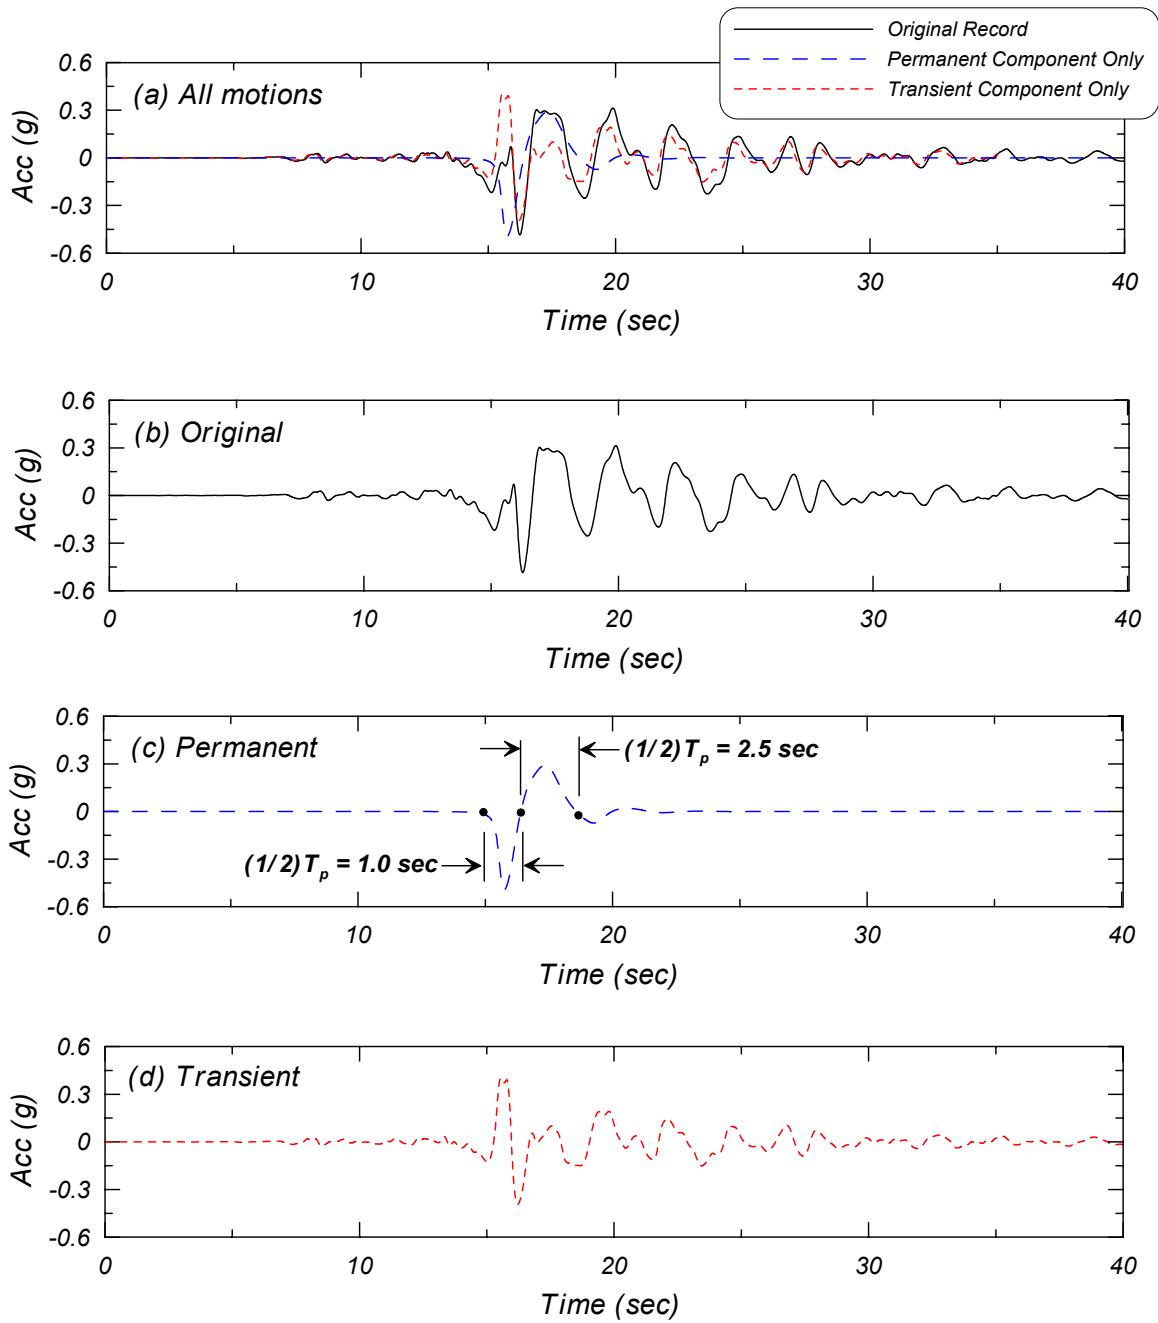 Original Record
Permanent Component Only
Transient Component Only
(a) All motions
Acc (g)
0.6
0.3
0
-0.3
-0.6
0
10
20
30
40
Time (sec)
(b) Original
Acc (g)
0.6
0.3
0
-0.3
-0.6
0
10
20
30
40
Time (sec)
(c) Permanent
Acc (g)
0.6
0.3
0
-0.3
-0.6
(1/2)Tp = 2.5 sec
(1/2)Tp = 1.0 sec
0
10
20
30
40
Time (sec)
(d) Transient
Acc (g)
0.6
0.3
0
-0.3
-0.6
0
10
20
30
40
Time (sec)